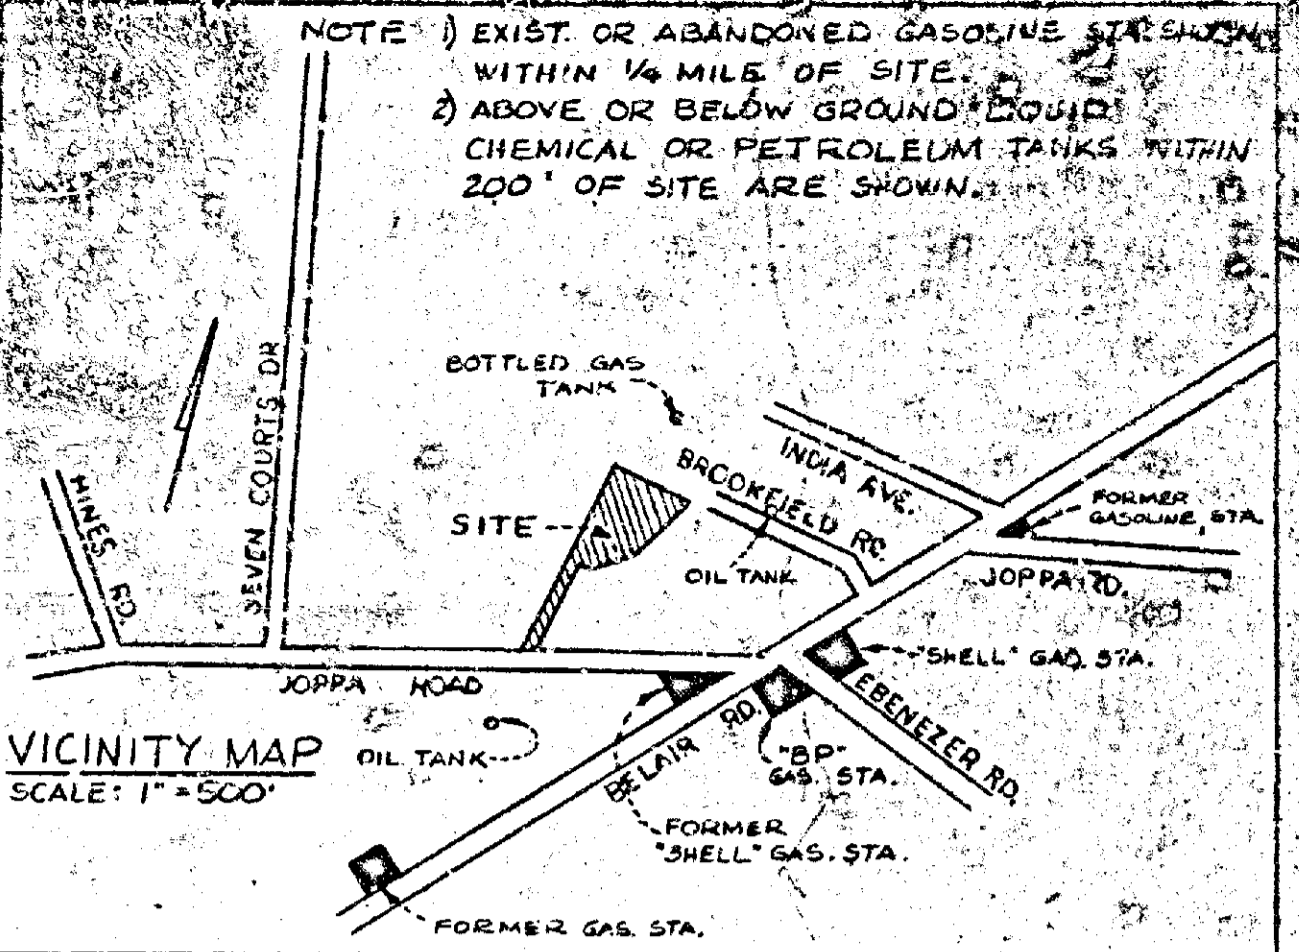 NOTE 1) EXIST. OR ABANDONED GASOLINE STA. SHOWN
WITHIN 1/4 MILE OF SITE.
2) ABOVE OR BELOW GROUND LIQUID
CHEMICAL OR PETROLEUM TANKS WITHIN
200' OF SITE ARE SHOWN.
BOTTLED GAS
TANK
SEVEN COURTS DR
HINES RD.
INDIA AVE.
BROOKFIELD RD.
SITE
OIL TANK
FORMER
GASOLINE STA.
JOPPA RD.
"SHELL" GAS. STA.
JOPPA ROAD
EBENEZER RD.
BELAIR RD.
"BP"
GAS. STA.
OIL TANK
VICINITY MAP
SCALE: 1" = 500'
FORMER
"SHELL" GAS. STA.
FORMER GAS. STA.